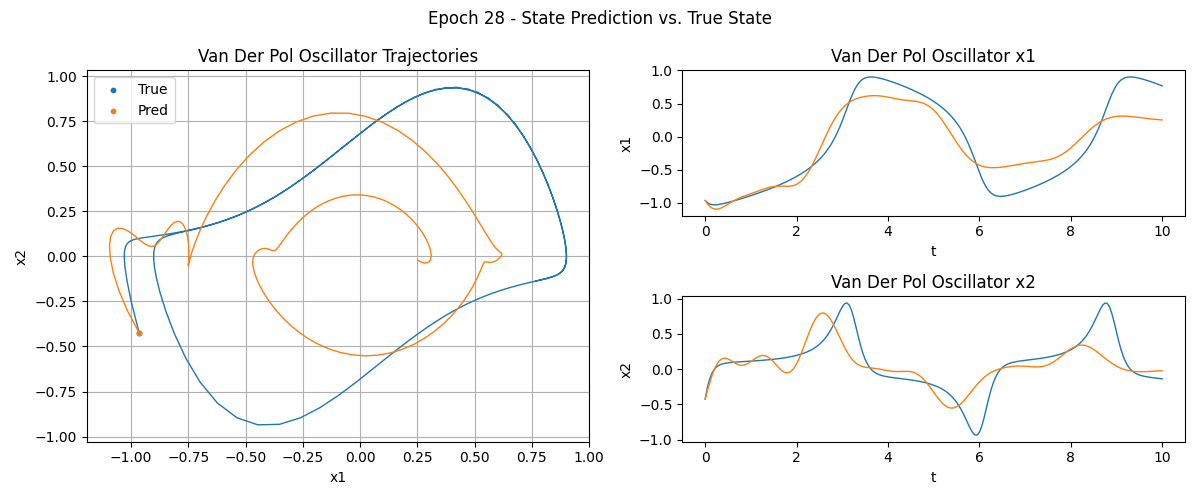 Epoch 28 - State Prediction vs. True State
Van Der Pol Oscillator Trajectories
True
Pred
1.00
0.75
0.50
0.25
0.00
−0.25
−0.50
−0.75
−1.00
x2
−1.00 −0.75 −0.50 −0.25 0.00 0.25 0.50 0.75 1.00
x1
Van Der Pol Oscillator x1
1.0
0.5
0.0
−0.5
−1.0
x1
0 2 4 6 8 10
t
Van Der Pol Oscillator x2
1.0
0.5
0.0
−0.5
−1.0
x2
0 2 4 6 8 10
t